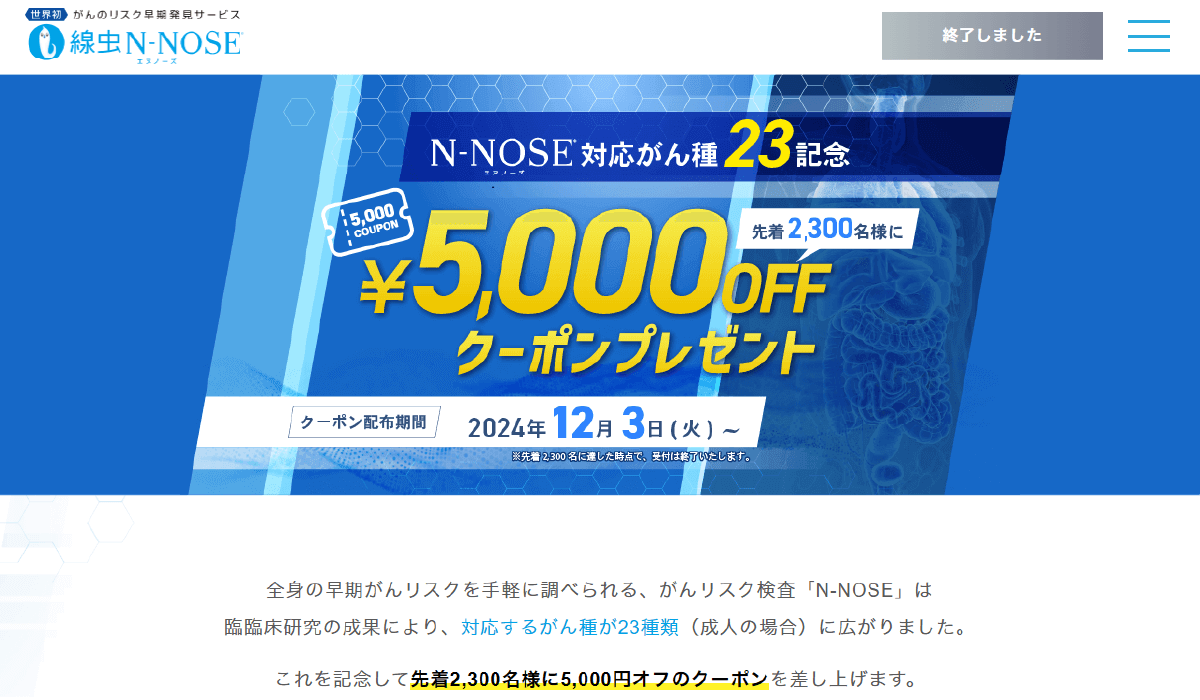 世界初 がんのリスク早期発見サービス
線虫N-NOSE
エヌノーズ
終了しました
N-NOSE 対応がん種23記念
エヌノーズ
5,000
COUPON
¥5,000OFF
先着2,300名様に
クーポンプレゼント
クーポン配布期間
2024年12月3日(火)~
※先着2,300名に達した時点で、受付は終了いたします。
全身の早期がんリスクを手軽に調べられる、がんリスク検査「N-NOSE」は
臨臨床研究の成果により、対応するがん種が23種類（成人の場合）に広がりました。
これを記念して先着2,300名様に5,000円オフのクーポンを差し上げます。